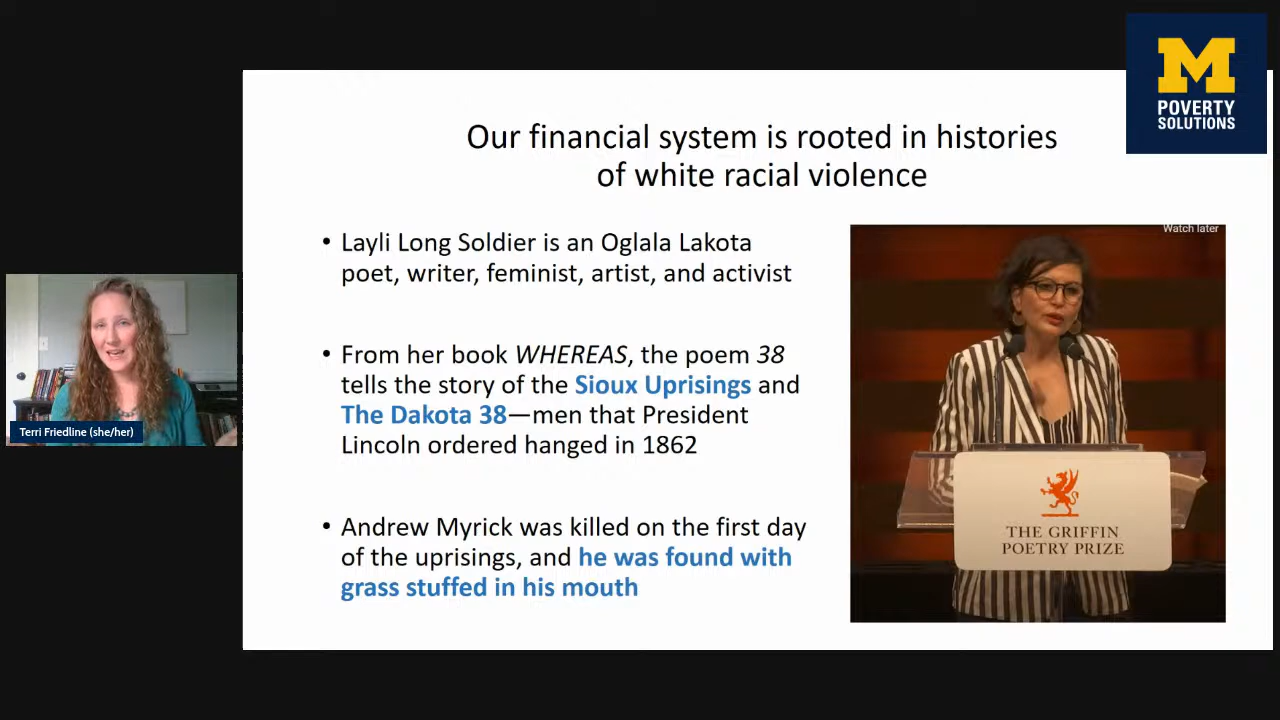 M
POVERTY
SOLUTIONS
Our financial system is rooted in histories
of white racial violence
• Layli Long Soldier is an Oglala Lakota
poet, writer, feminist, artist, and activist
• From her book WHEREAS, the poem 38
tells the story of the Sioux Uprisings and
The Dakota 38—men that President
Lincoln ordered hanged in 1862
• Andrew Myrick was killed on the first day
of the uprisings, and he was found with
grass stuffed in his mouth
Watch later
THE GRIFFIN
POETRY PRIZE
Terri Friedline (she/her)